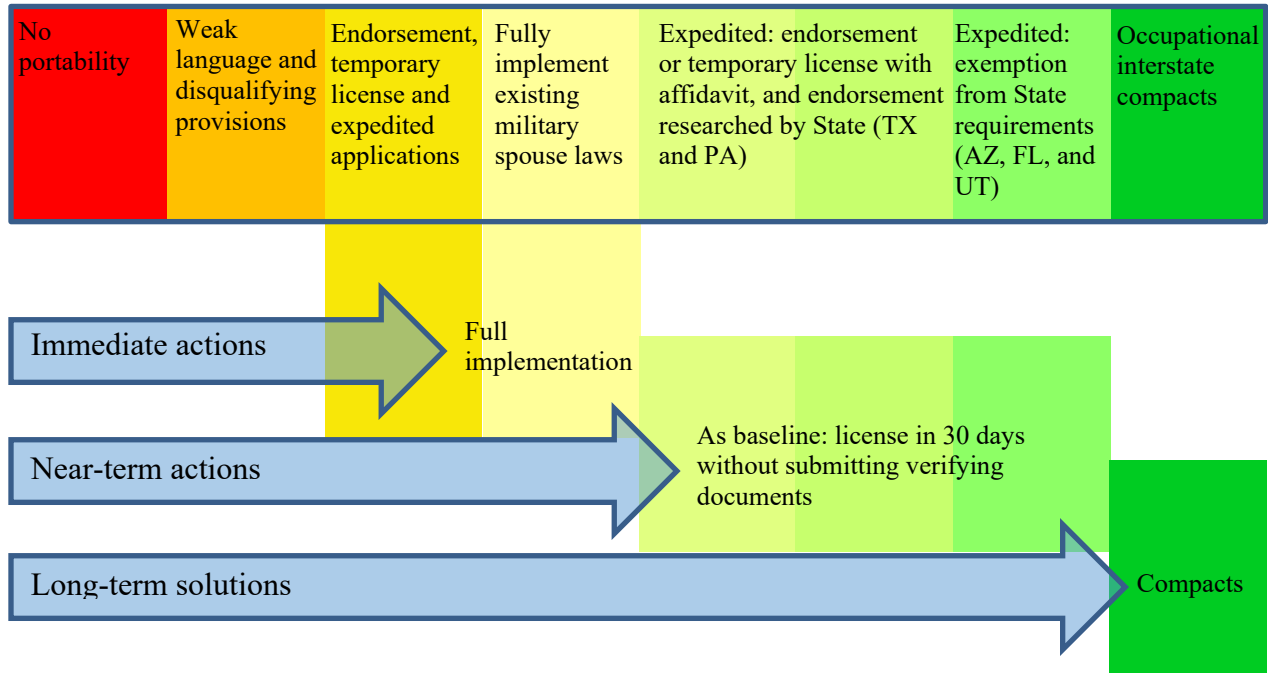 No
portability
Weak
language and
disqualifying
provisions
Endorsement,
temporary
license and
expedited
applications
Fully
implement
existing
military
spouse laws
Expedited: endorsement
or temporary license with
affidavit, and endorsement
researched by State (TX
and PA)
Expedited:
exemption
from State
requirements
(AZ, FL, and
UT)
Occupational
interstate
compacts
Immediate actions
Full
implementation
Near-term actions
As baseline: license in 30 days
without submitting verifying
documents
Long-term solutions
Compacts